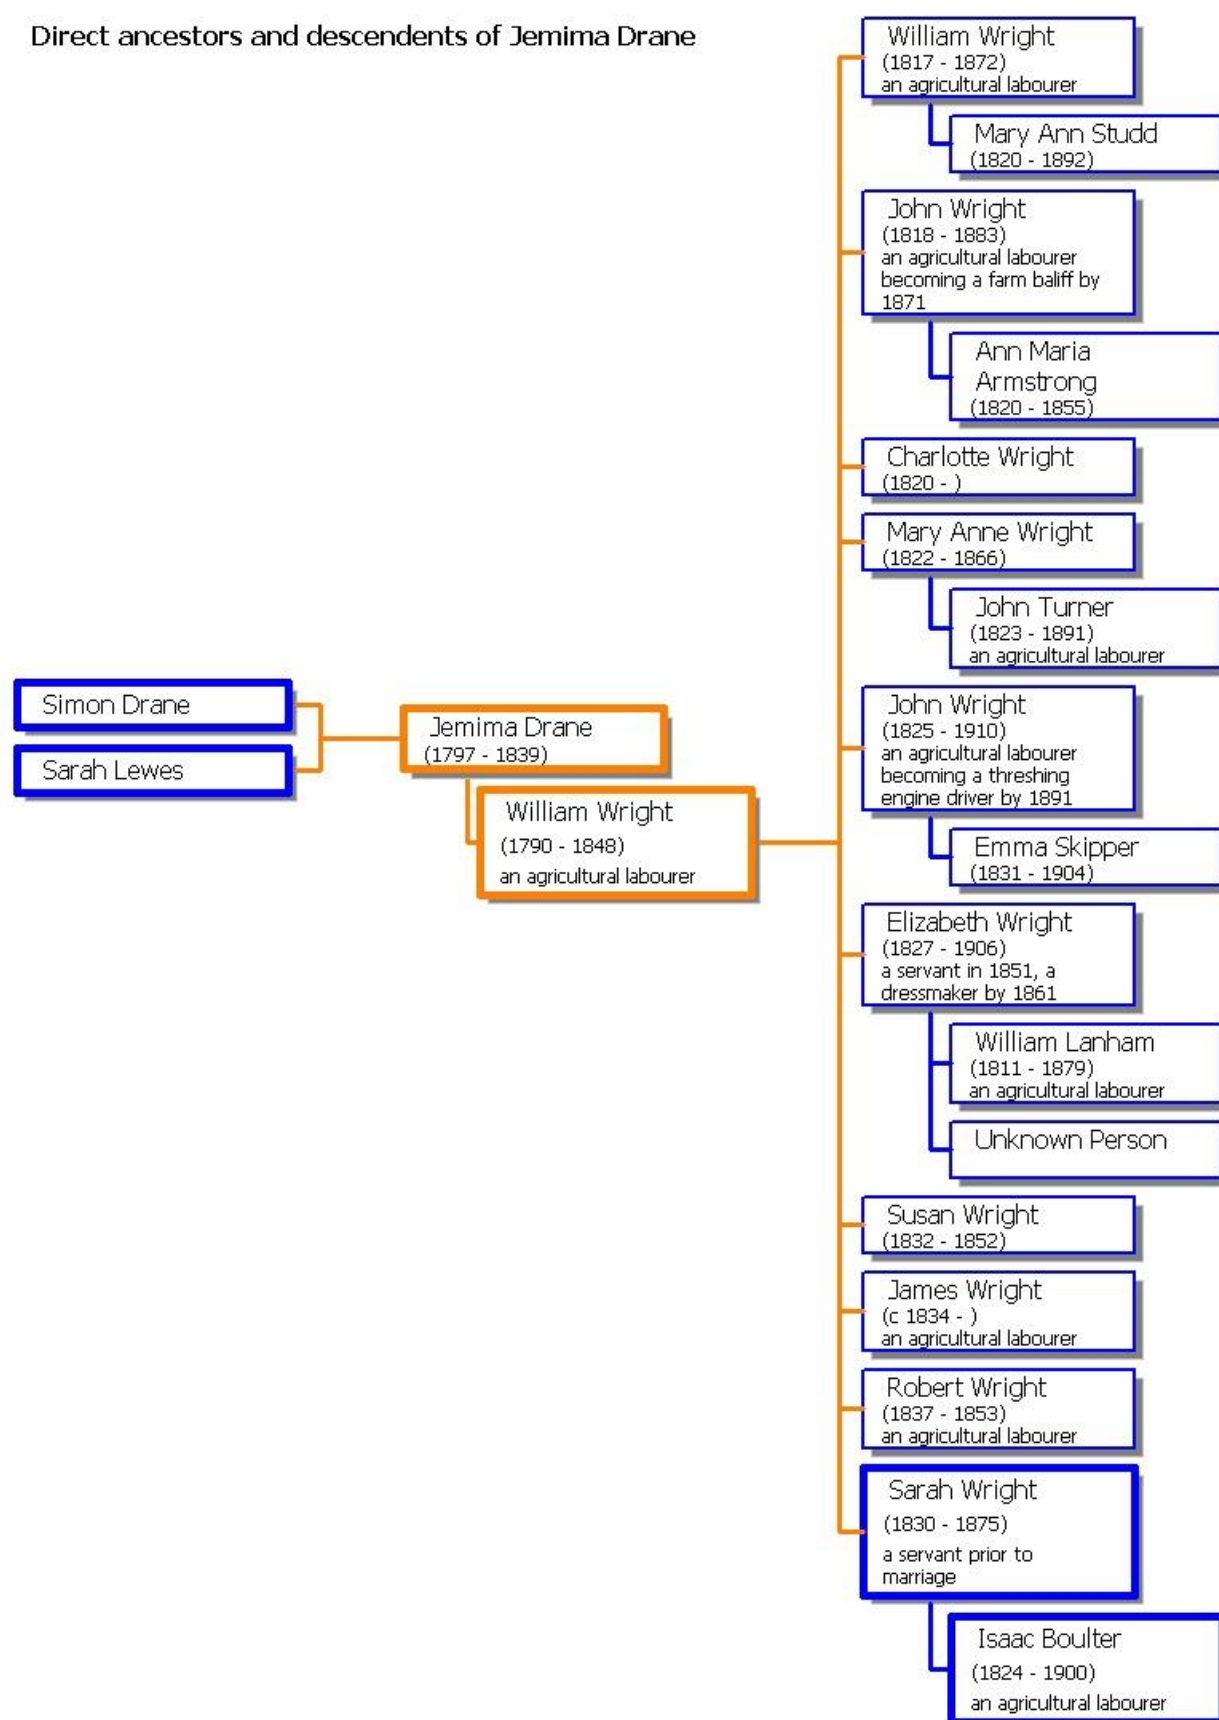 Direct ancestors and descendents of Jemima Drane
Simon Drane
Sarah Lewes
Jemima Drane
(1797 - 1839)
William Wright
(1790 - 1848)
an agricultural labourer
William Wright
(1817 - 1872)
an agricultural labourer
Mary Ann Studd
(1820 - 1892)
John Wright
(1818 - 1883)
an agricultural labourer
becoming a farm baliff by
1871
Ann Maria
Armstrong
(1820 - 1855)
Charlotte Wright
(1820 - )
Mary Anne Wright
(1822 - 1866)
John Turner
(1823 - 1891)
an agricultural labourer
John Wright
(1825 - 1910)
an agricultural labourer
becoming a threshing
engine driver by 1891
Emma Skipper
(1831 - 1904)
Elizabeth Wright
(1827 - 1906)
a servant in 1851, a
dressmaker by 1861
William Lanham
(1811 - 1879)
an agricultural labourer
Unknown Person
Susan Wright
(1832 - 1852)
James Wright
(c 1834 - )
an agricultural labourer
Robert Wright
(1837 - 1853)
an agricultural labourer
Sarah Wright
(1830 - 1875)
a servant prior to
marriage
Isaac Boulter
(1824 - 1900)
an agricultural labourer